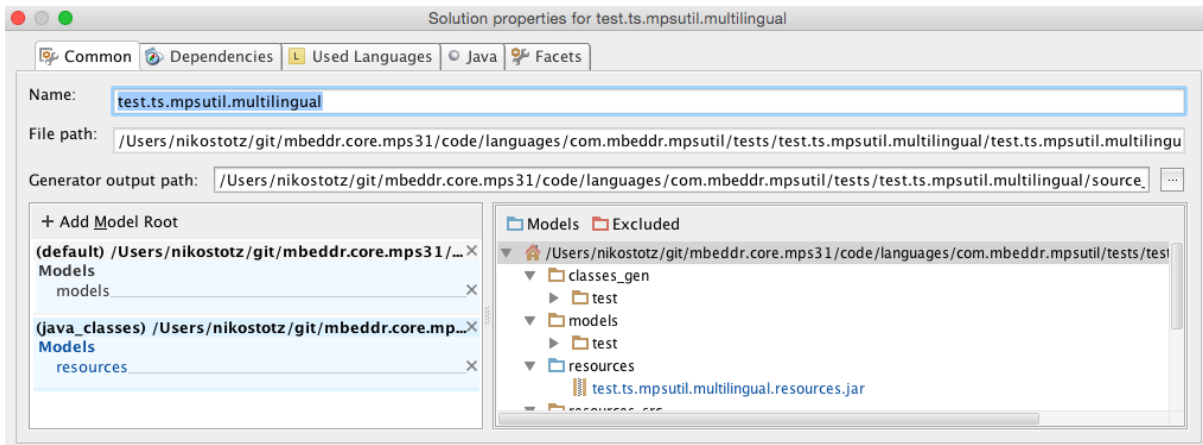 Solution properties for test.ts.mpsutil.multilingual
Common Dependencies L Used Languages Java Facets
Name: test.ts.mpsutil.multilingual
File path: /Users/nikostotz/git/mbeddr.core.mps31/code/languages/com.mbeddr.mpsutil/tests/test.ts.mpsutil.multilingual/test.ts.mpsutil.multilingu
Generator output path: /Users/nikostotz/git/mbeddr.core.mps31/code/languages/com.mbeddr.mpsutil/tests/test.ts.mpsutil.multilingual/source_ ...
+ Add Model Root
(default) /Users/nikostotz/git/mbeddr.core.mps31/...
Models
models
(java_classes) /Users/nikostotz/git/mbeddr.core.mp...
Models
resources
Models Excluded
/Users/nikostotz/git/mbeddr.core.mps31/code/languages/com.mbeddr.mpsutil/tests/test
classes_gen
test
models
test
resources
test.ts.mpsutil.multilingual.resources.jar